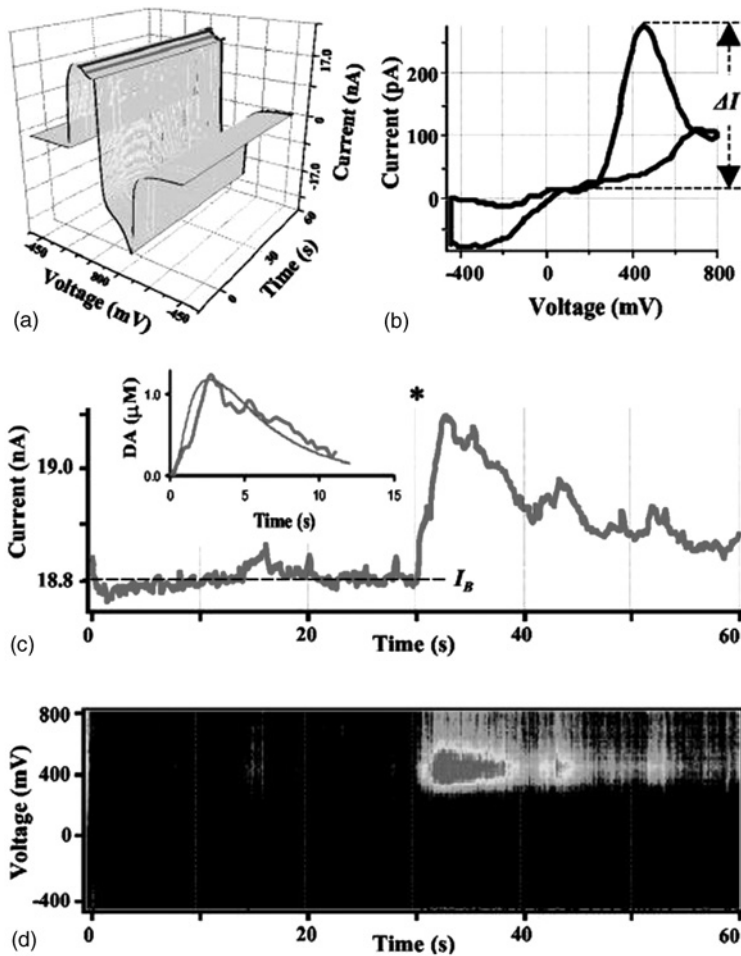 17.0
0
-17.0
Current (nA)
-450
800
-450
Voltage (mV)
0
30
60
Time (s)
(a)
200
100
0
Current (pA)
-400
0
400
800
Voltage (mV)
ΔI
(b)
*
DA (μM)
1.0
0.0
0
5
10
15
Time (s)
Current (nA)
19.0
18.8
I_B
0
20
40
60
Time (s)
(c)
Voltage (mV)
800
400
0
-400
0
20
40
60
Time (s)
(d)